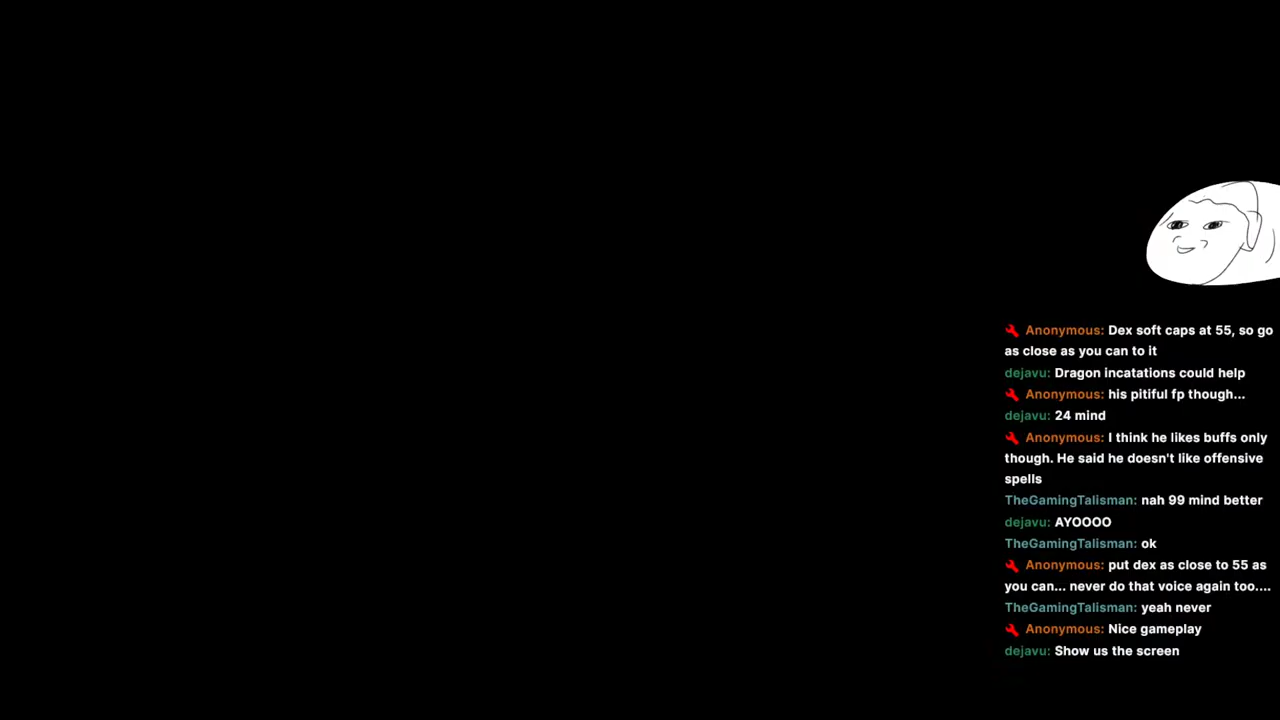 Anonymous: Dex soft caps at 55, so go
as close as you can to it
dejavu: Dragon incatations could help
Anonymous: his pitiful fp though...
dejavu: 24 mind
Anonymous: I think he likes buffs only
though. He said he doesn't like offensive
spells
TheGamingTalisman: nah 99 mind better
dejavu: AYOOOO
TheGamingTalisman: ok
Anonymous: put dex as close to 55 as
you can... never do that voice again too....
TheGamingTalisman: yeah never
Anonymous: Nice gameplay
dejavu: Show us the screen